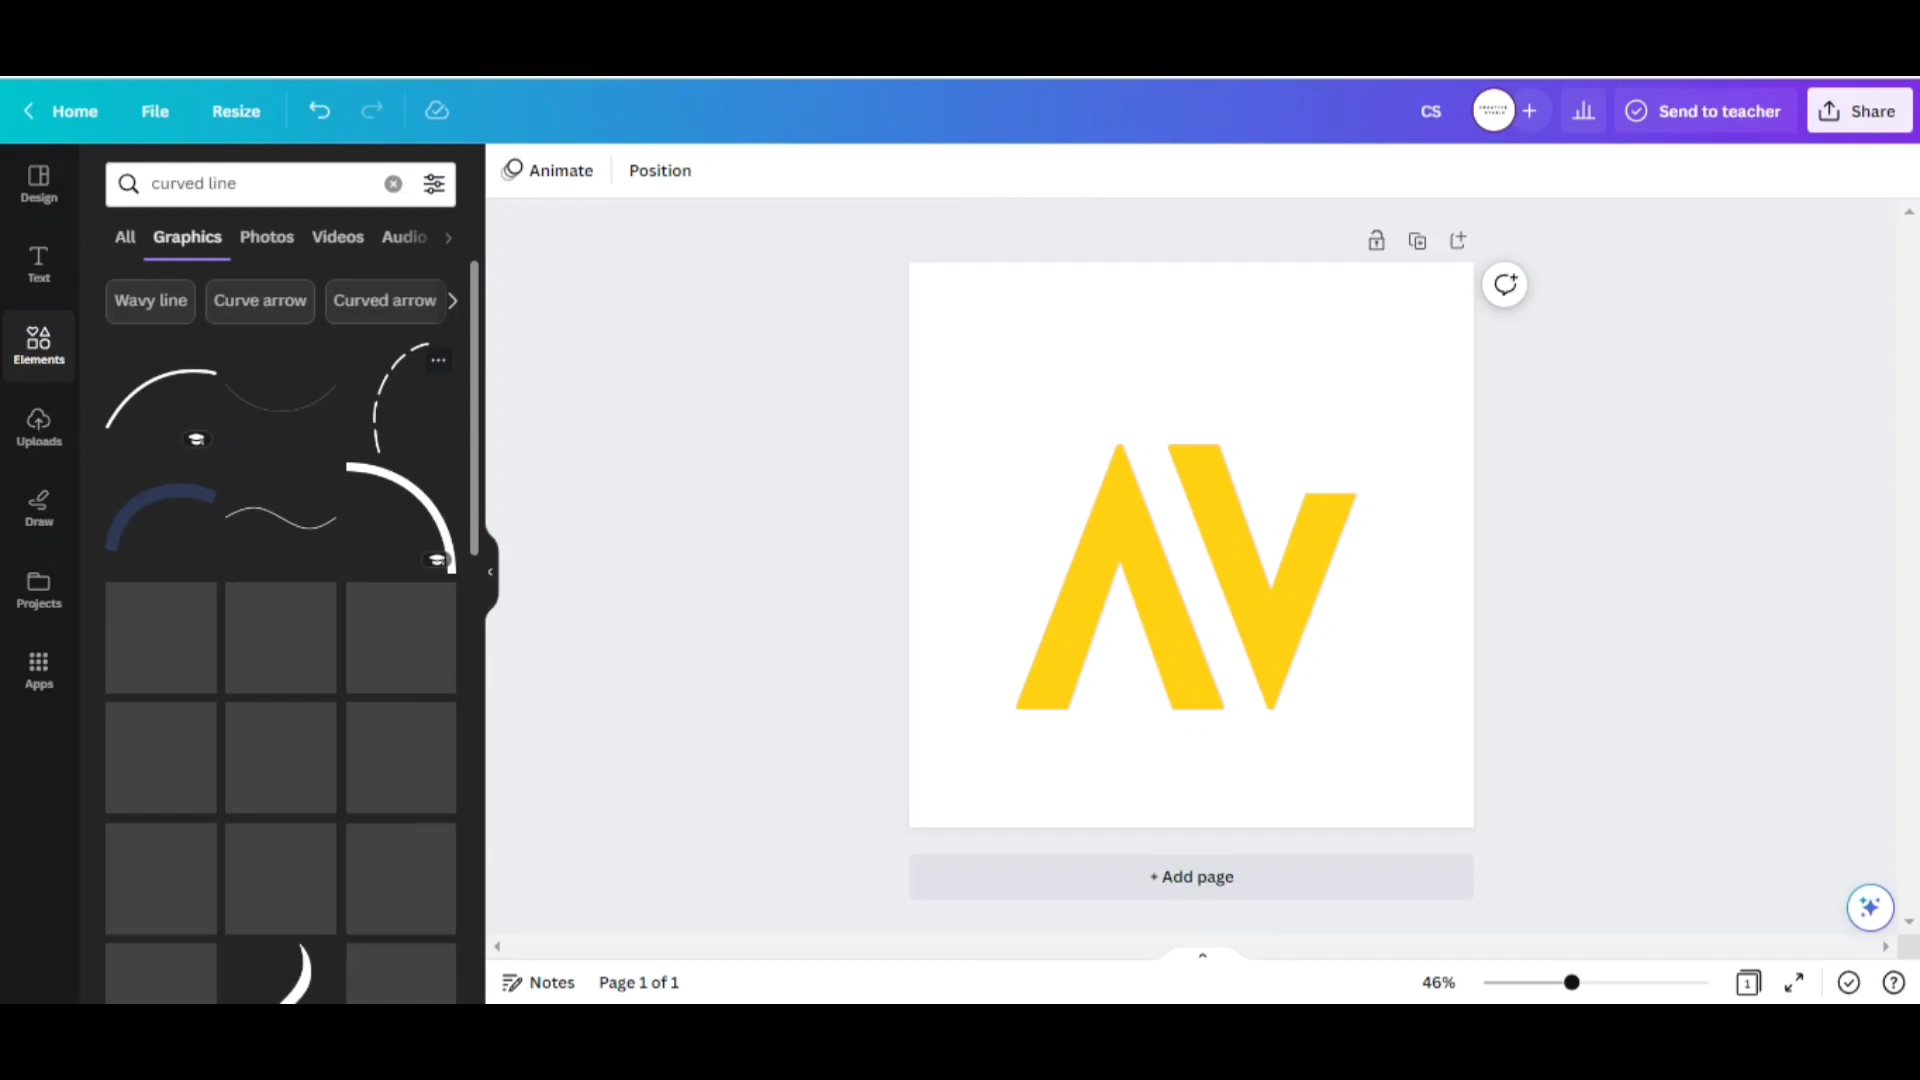 Home File Resize CS Send to teacher Share
Design
Text
Elements
Uploads
Draw
Projects
Apps
curved line
All Graphics Photos Videos Audio
Wavy line Curve arrow Curved arrow
Animate Position
AV
+ Add page
Notes Page 1 of 1 46% 1